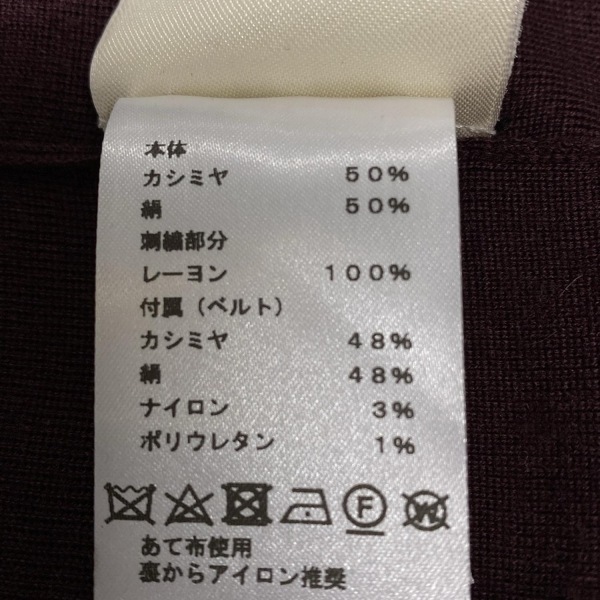 本体
カシミヤ 50%
絹 50%
刺繍部分
レーヨン 100%
付属（ベルト）
カシミヤ 48%
絹 48%
ナイロン 3%
ポリウレタン 1%
F W
あて布使用
裏からアイロン推奨